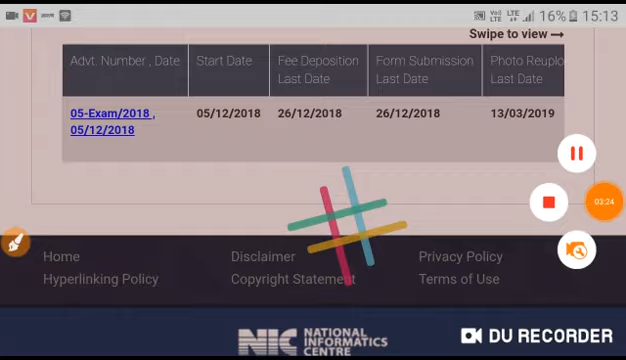 16% 15:13
Swipe to view →
Advt. Number , Date Start Date Fee Deposition Last Date Form Submission Last Date Photo Reuplo Last Date
05-Exam/2018 , 05/12/2018 05/12/2018 26/12/2018 26/12/2018 13/03/2019
03:24
Home Disclaimer Privacy Policy
Hyperlinking Policy Copyright Statement Terms of Use
NIC NATIONAL INFORMATICS CENTRE
DU RECORDER